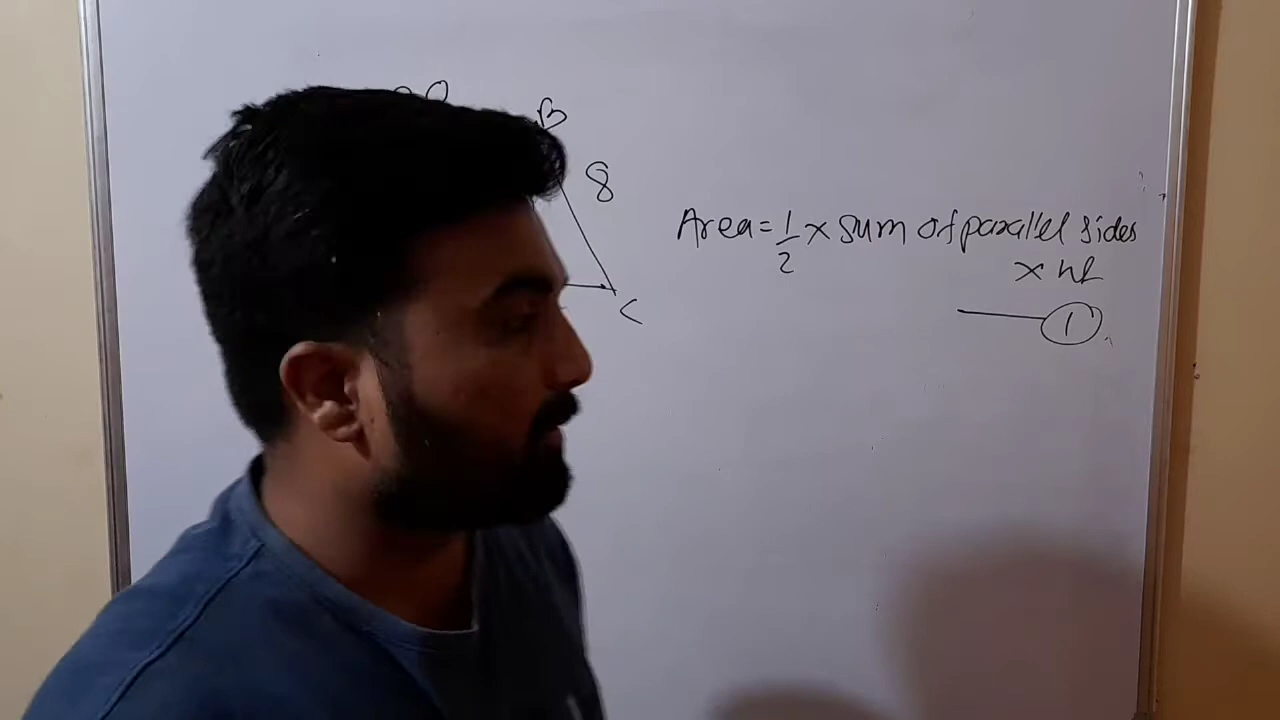 B
8
Area = 1/2 × Sum of parallel sides
× ht
C
1